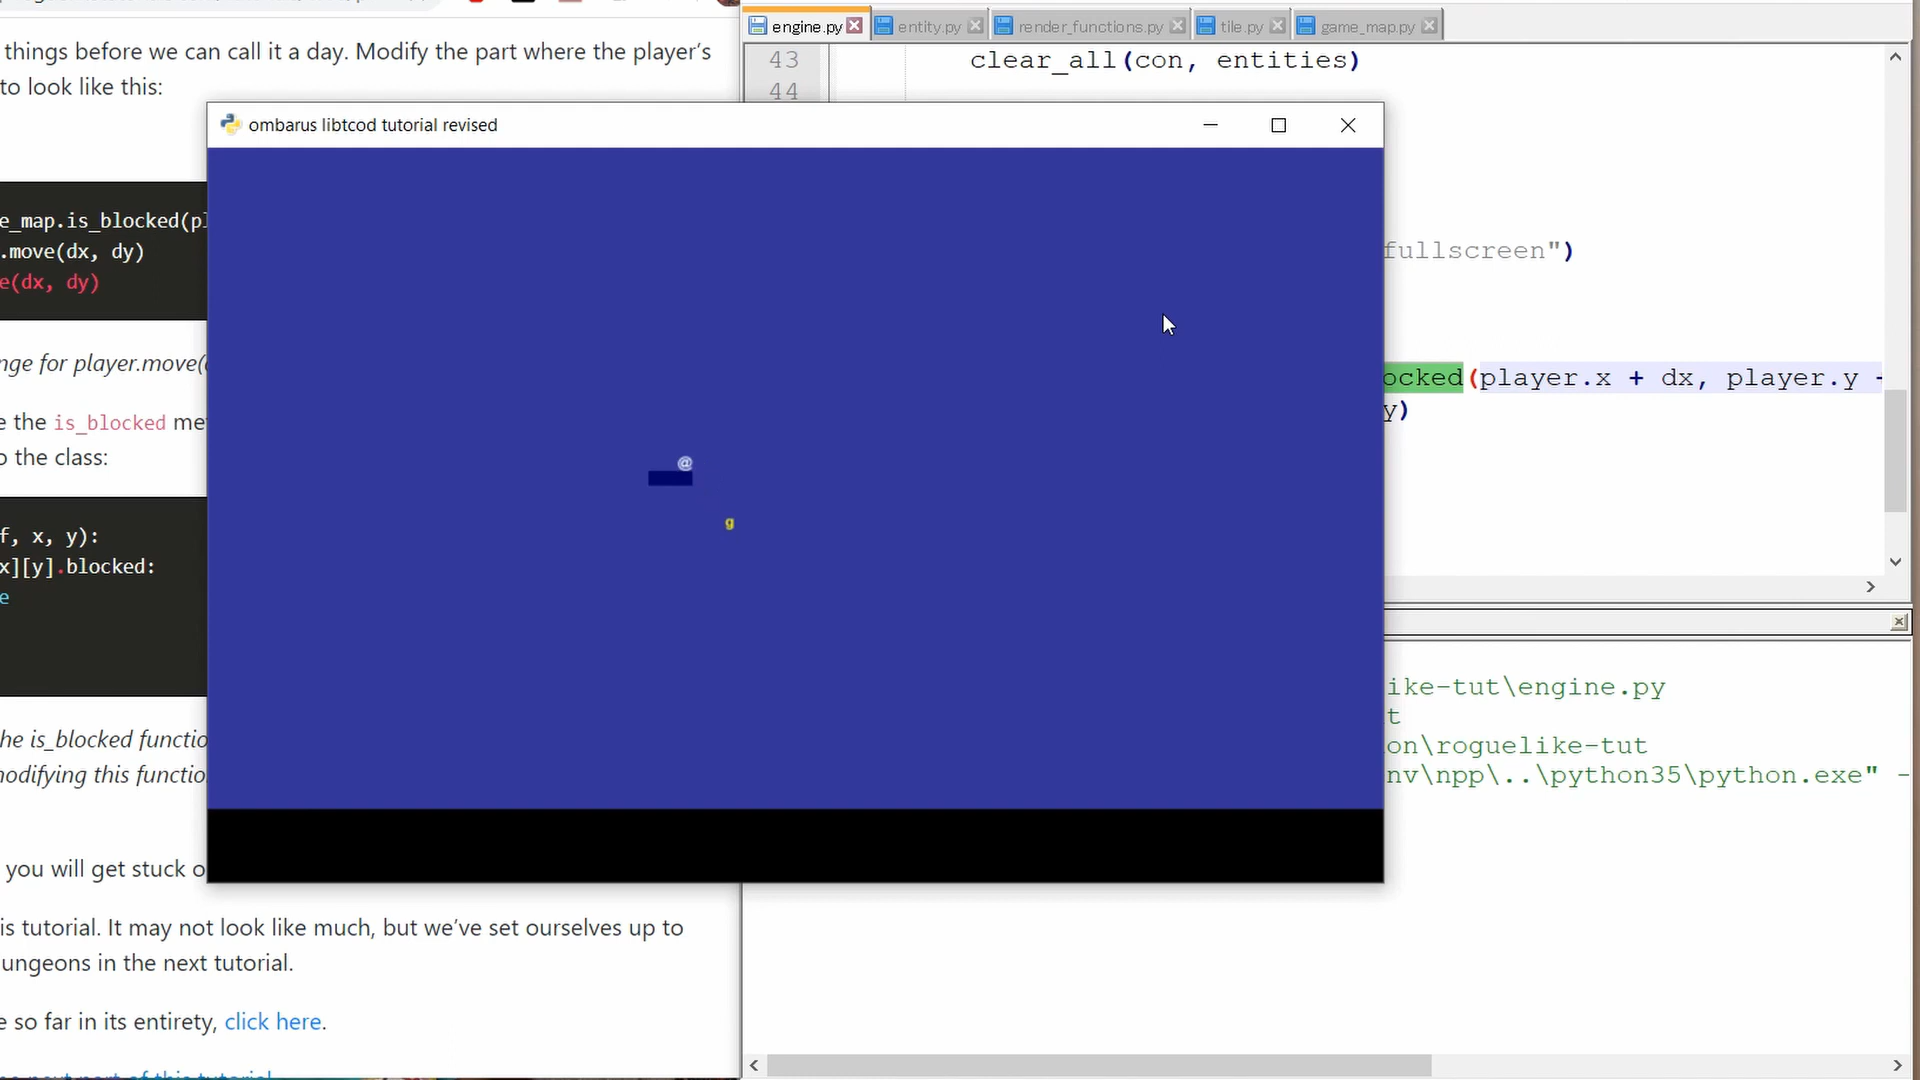 things before we can call it a day. Modify the part where the player's
to look like this:
e_map.is_blocked(pl
.move(dx, dy)
e(dx, dy)
nge for player.move(
e the is_blocked me
o the class:
f, x, y):
x][y].blocked:
e
he is_blocked functio
nodifying this functio
you will get stuck o
is tutorial. It may not look like much, but we've set ourselves up to
ungeons in the next tutorial.
e so far in its entirety, click here.
ombarus libtcod tutorial revised
@
g
engine.py entity.py render_functions.py tile.py game_map.py
43 clear_all(con, entities)
44
fullscreen")
ocked(player.x + dx, player.y
y)
ike-tut\engine.py
t
on\roguelike-tut
nv\npp\..\python35\python.exe" -